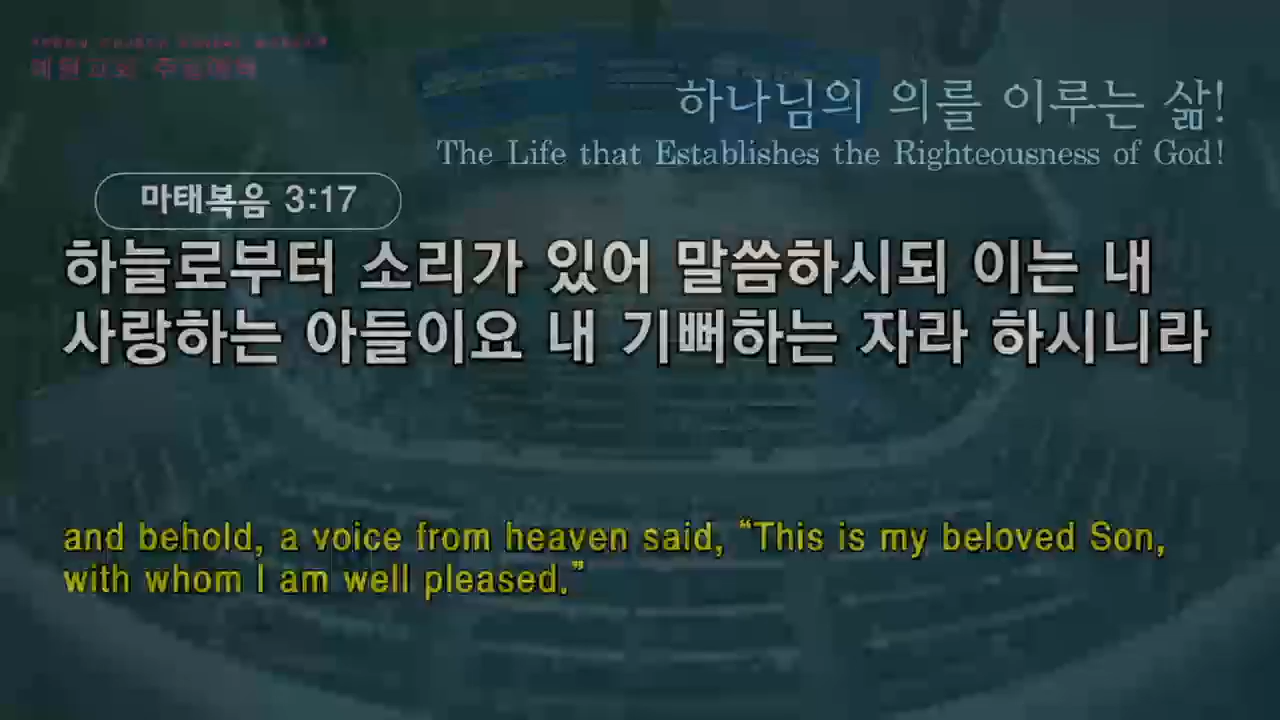 하나님의 의를 이루는 삶!
The Life that Establishes the Righteousness of God!
마태복음 3:17
하늘로부터 소리가 있어 말씀하시되 이는 내
사랑하는 아들이요 내 기뻐하는 자라 하시니라
and behold, a voice from heaven said, “This is my beloved Son,
with whom I am well pleased.”